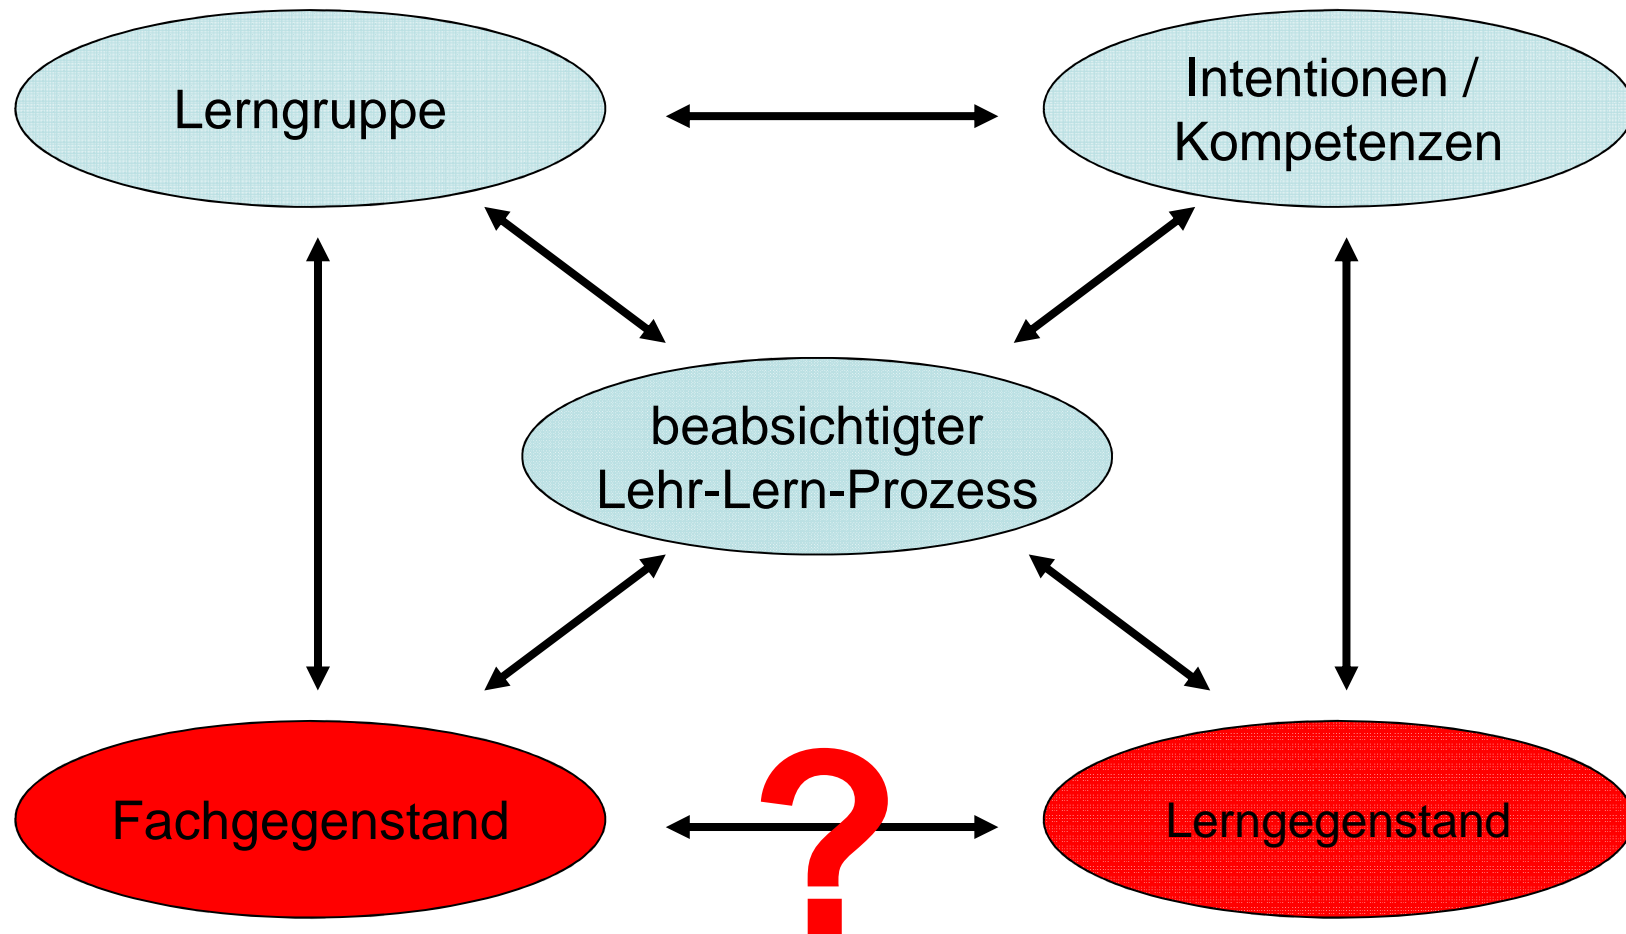 Lerngruppe
Intentionen /
Kompetenzen
beabsichtigter
Lehr-Lern-Prozess
Fachgegenstand
?
Lerngegenstand